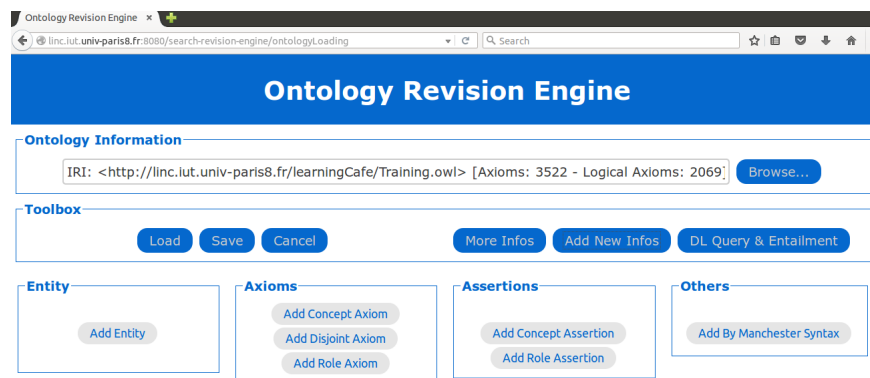 Ontology Revision Engine ×
linc.iut.univ-paris8.fr:8080/search-revision-engine/ontologyLoading
Search
Ontology Revision Engine
Ontology Information
IRI: <http://linc.iut.univ-paris8.fr/learningCafe/Training.owl> [Axioms: 3522 - Logical Axioms: 2069]
Browse...
Toolbox
Load Save Cancel More Infos Add New Infos DL Query & Entailment
Entity
Add Entity
Axioms
Add Concept Axiom
Add Disjoint Axiom
Add Role Axiom
Assertions
Add Concept Assertion
Add Role Assertion
Others
Add By Manchester Syntax